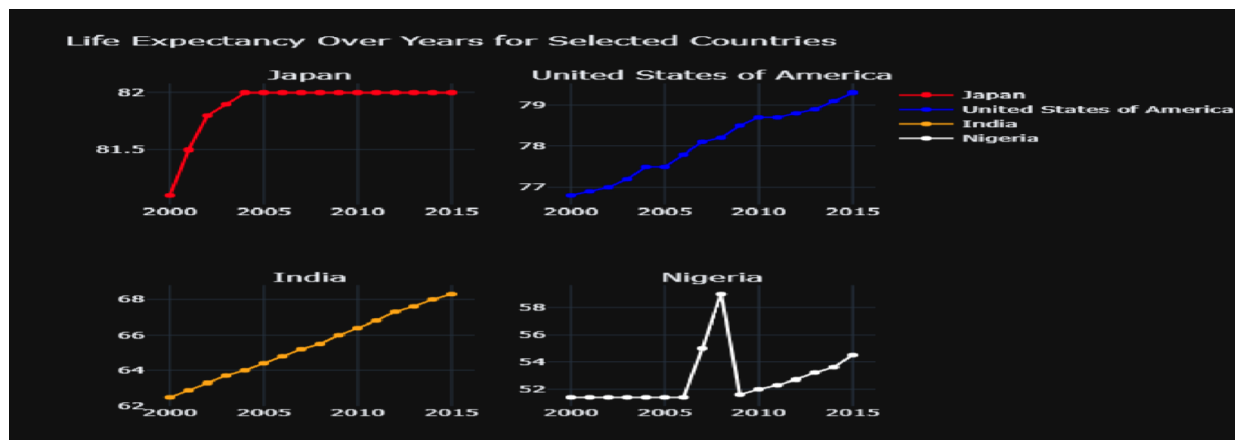 Life Expectancy Over Years for Selected Countries
Japan
United States of America
82
81.5
2000 2005 2010 2015
79
78
77
2000 2005 2010 2015
Japan
United States of America
India
Nigeria
India
Nigeria
68
66
64
62
2000 2005 2010 2015
58
56
54
52
2000 2005 2010 2015